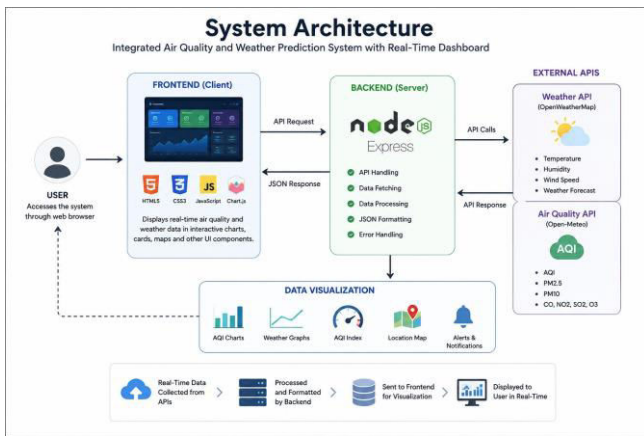 System Architecture
Integrated Air Quality and Weather Prediction System with Real-Time Dashboard
USER
Accesses the system
through web browser
FRONTEND (Client)
HTML5
CSS3
JS
JavaScript
Chart.js
Displays real-time air quality and
weather data in interactive charts,
cards, maps and other UI components.
API Request
JSON Response
BACKEND (Server)
node
JS
Express
API Handling
Data Fetching
Data Processing
JSON Formatting
Error Handling
API Calls
API Response
EXTERNAL APIS
Weather API
(OpenWeatherMap)
Temperature
Humidity
Wind Speed
Weather Forecast
Air Quality API
(Open-Meteo)
AQI
AQI
PM2.5
PM10
CO, NO2, SO2, O3
DATA VISUALIZATION
AQI Charts
Weather Graphs
AQI Index
Location Map
Alerts &
Notifications
Real-Time Data
Collected from
APIs
Processed
and Formatted
by Backend
Sent to Frontend
for Visualization
Displayed to
User in Real-Time